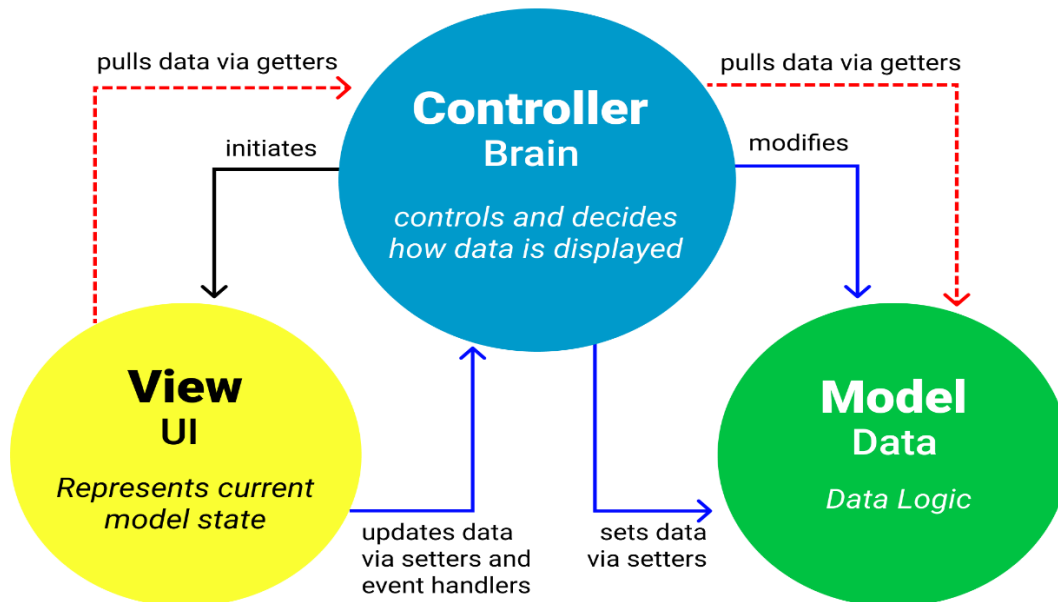 pulls data via getters
pulls data via getters
Controller
Brain
controls and decides
how data is displayed
initiates
modifies
View
UI
Represents current
model state
Model
Data
Data Logic
updates data
via setters and
event handlers
sets data
via setters